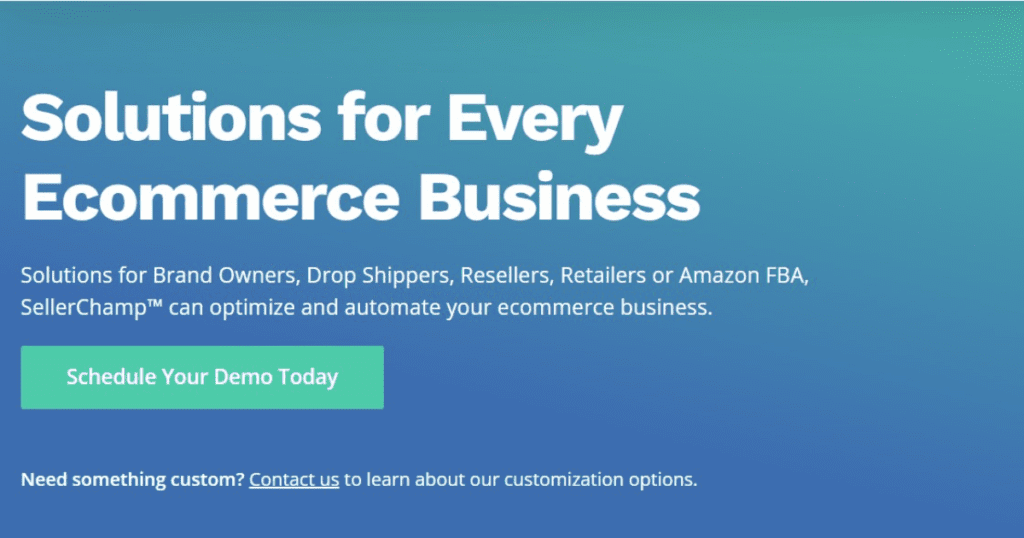 Solutions for Every
Ecommerce Business
Solutions for Brand Owners, Drop Shippers, Resellers, Retailers or Amazon FBA,
SellerChamp™ can optimize and automate your ecommerce business.
Schedule Your Demo Today
Need something custom? Contact us to learn about our customization options.